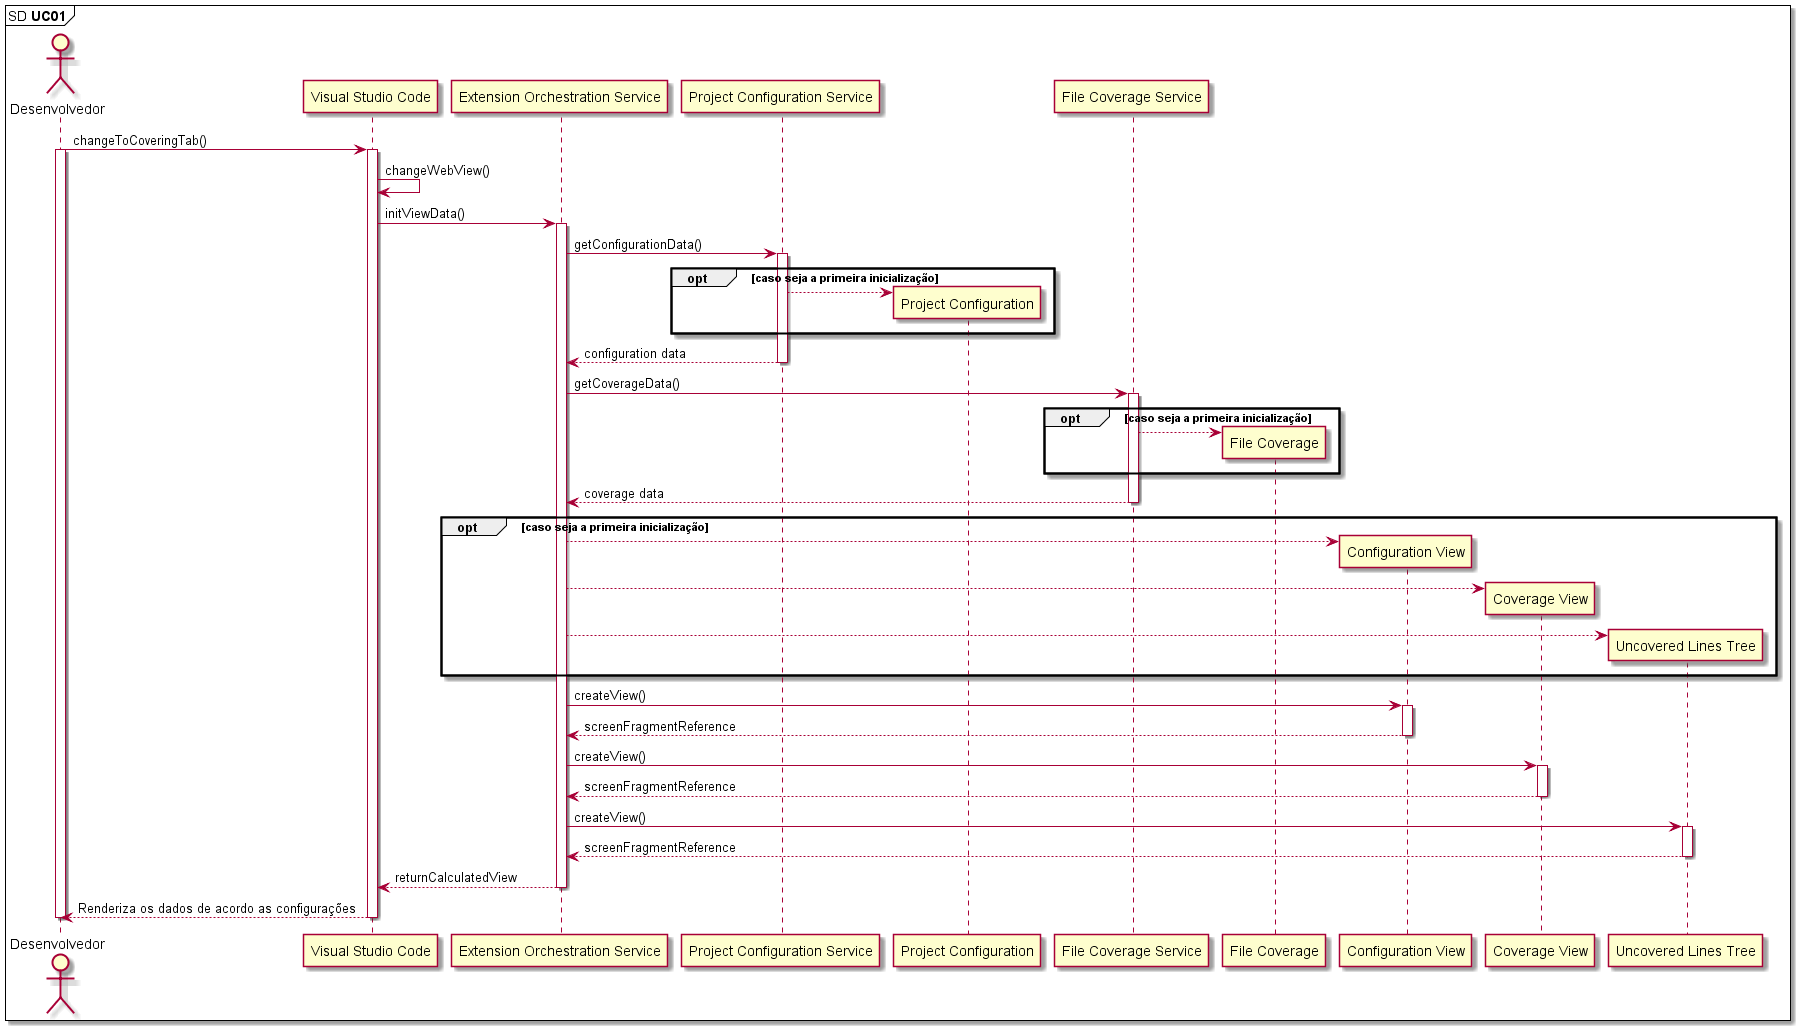 SD UC01
Desenvolvedor
Visual Studio Code
Extension Orchestration Service
Project Configuration Service
File Coverage Service
changeToCoveringTab()
changeWebView()
initViewData()
getConfigurationData()
opt [caso seja a primeira inicialização]
Project Configuration
configuration data
getCoverageData()
opt [caso seja a primeira inicialização]
File Coverage
coverage data
opt [caso seja a primeira inicialização]
Configuration View
Coverage View
Uncovered Lines Tree
createView()
screenFragmentReference
createView()
screenFragmentReference
createView()
screenFragmentReference
returnCalculatedView
Renderiza os dados de acordo as configurações
Desenvolvedor
Visual Studio Code
Extension Orchestration Service
Project Configuration Service
Project Configuration
File Coverage Service
File Coverage
Configuration View
Coverage View
Uncovered Lines Tree